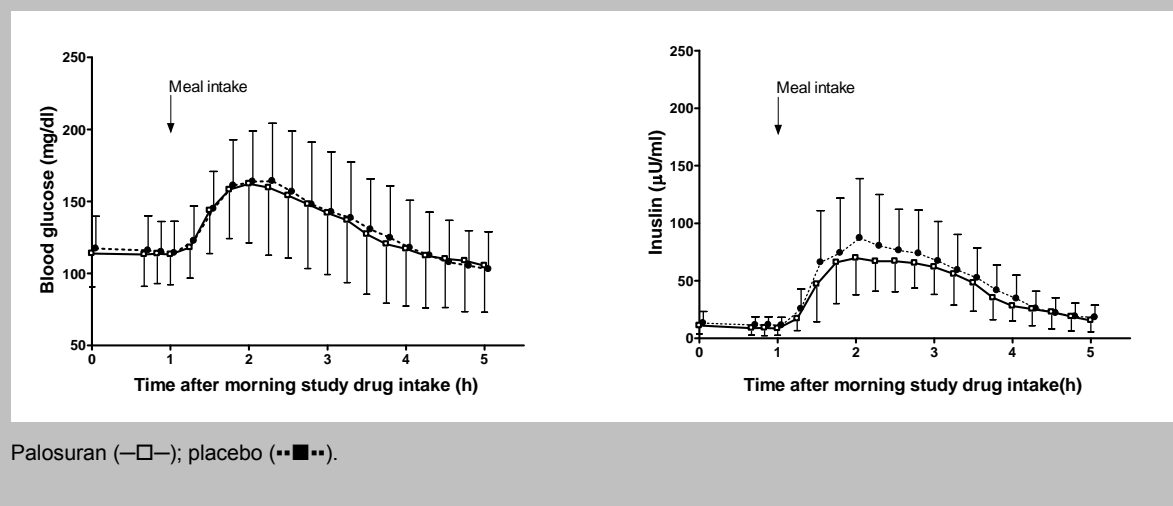 250
200
150
100
50
Blood glucose (mg/dl)
Meal intake
0 1 2 3 4 5
Time after morning study drug intake (h)
250
200
150
100
50
0
Inuslin (µU/ml)
Meal intake
0 1 2 3 4 5
Time after morning study drug intake(h)
Palosuran (—□—); placebo (··■··).